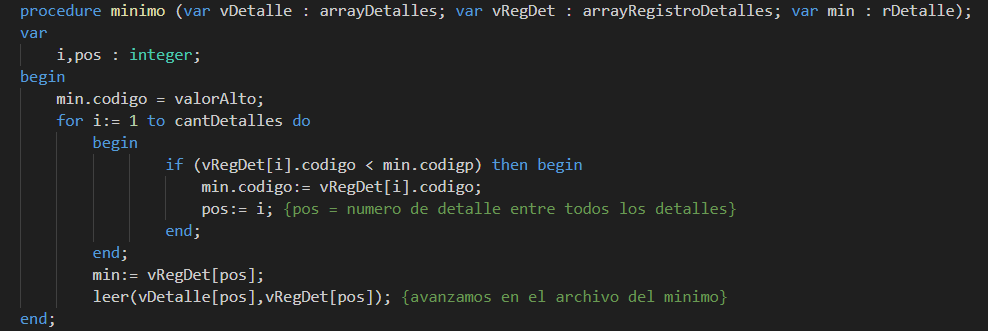 procedure minimo (var vDetalle : arrayDetalles; var vRegDet : arrayRegistroDetalles; var min : rDetalle);
var
    i,pos : integer;
begin
    min.codigo = valorAlto;
    for i:= 1 to cantDetalles do
        begin
                if (vRegDet[i].codigo < min.codigp) then begin
                    min.codigo:= vRegDet[i].codigo;
                    pos:= i; {pos = numero de detalle entre todos los detalles}
                end;
        end;
        min:= vRegDet[pos];
        leer(vDetalle[pos],vRegDet[pos]); {avanzamos en el archivo del minimo}
end;